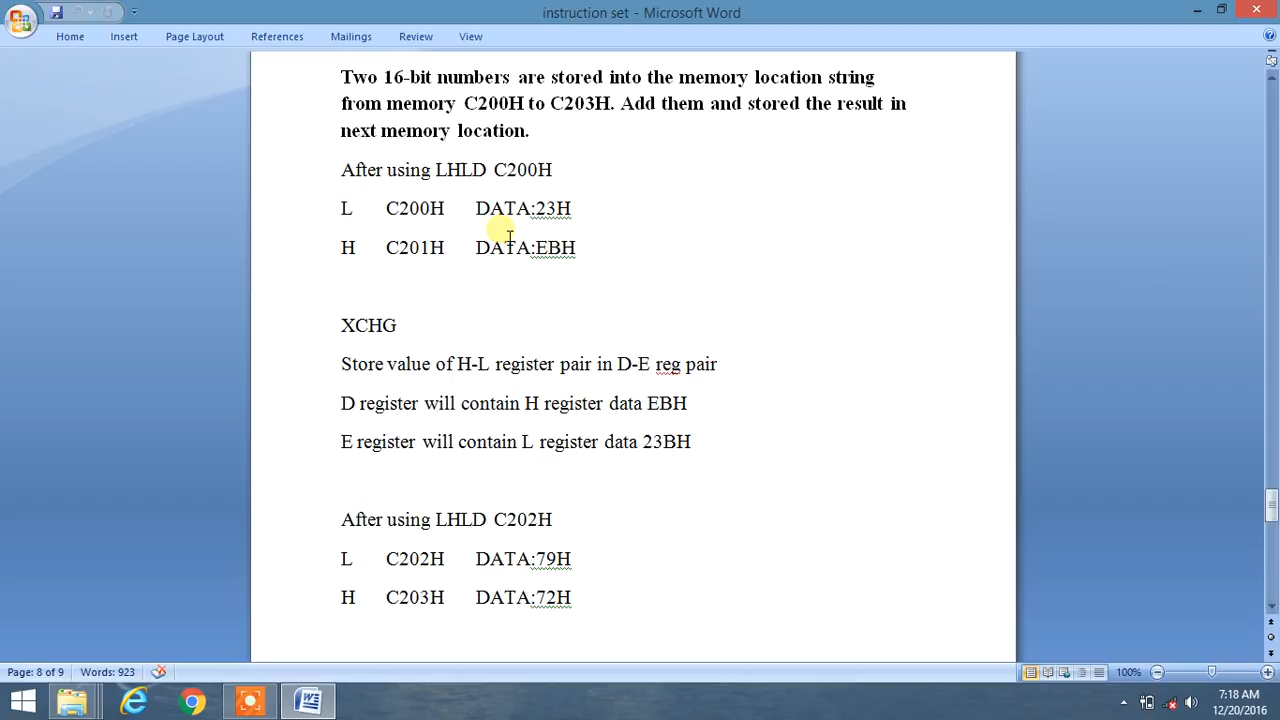 instruction set - Microsoft Word
Home Insert Page Layout References Mailings Review View
Two 16-bit numbers are stored into the memory location string
from memory C200H to C203H. Add them and stored the result in
next memory location.
After using LHLD C200H
L C200H DATA:23H
H C201H DATA:EBH
XCHG
Store value of H-L register pair in D-E reg pair
D register will contain H register data EBH
E register will contain L register data 23BH
After using LHLD C202H
L C202H DATA:79H
H C203H DATA:72H
Page: 8 of 9 Words: 923 100%
7:18 AM
12/20/2016